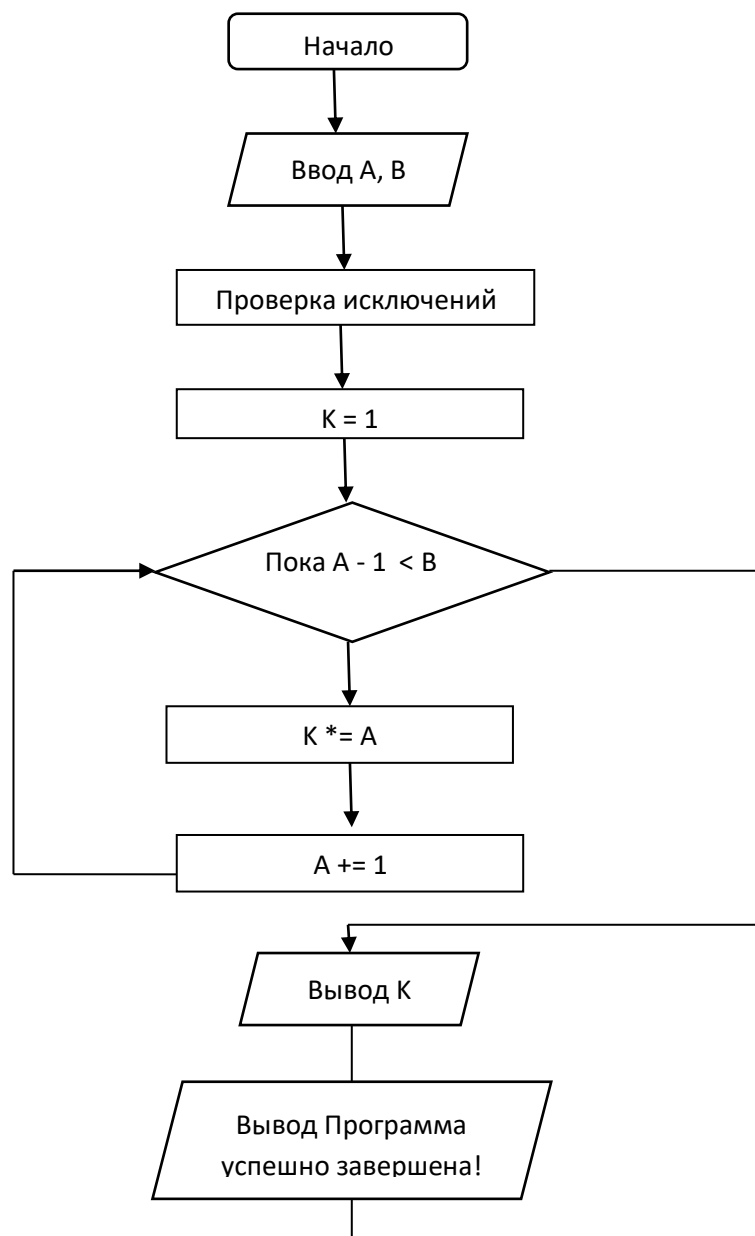 Начало
Ввод A, B
Проверка исключений
K = 1
Пока A - 1 < B
K *= A
A += 1
Вывод K
Вывод Программа
успешно завершена!